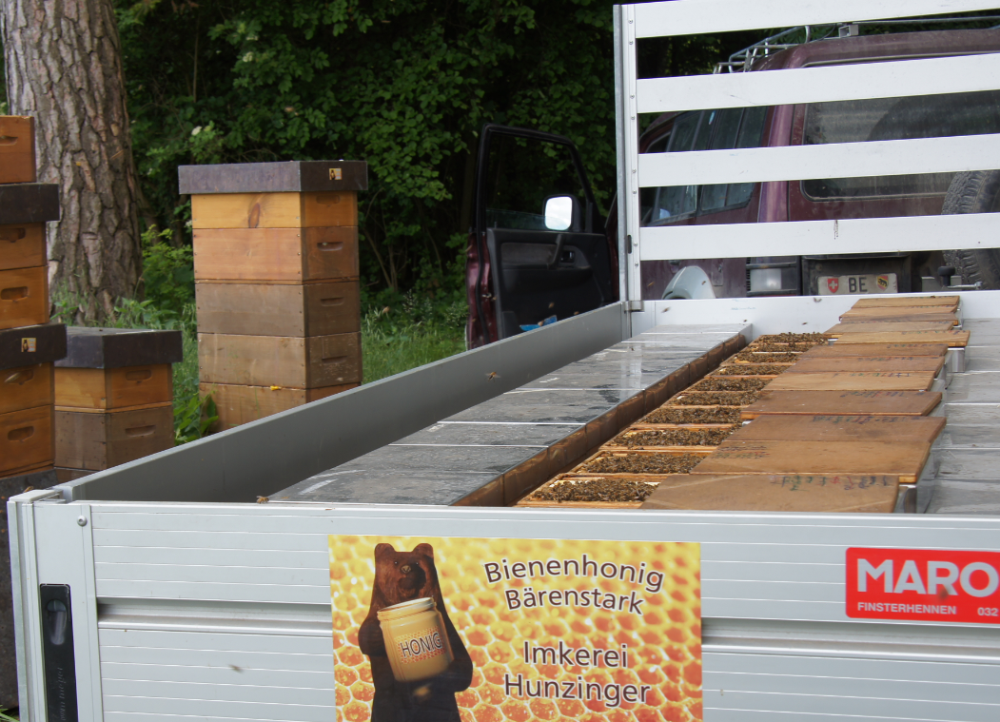 BE
Bienenhonig
Bärenstark
HONIG
Imkerei
Hunzinger
MARO
FINSTERHENNEN 032